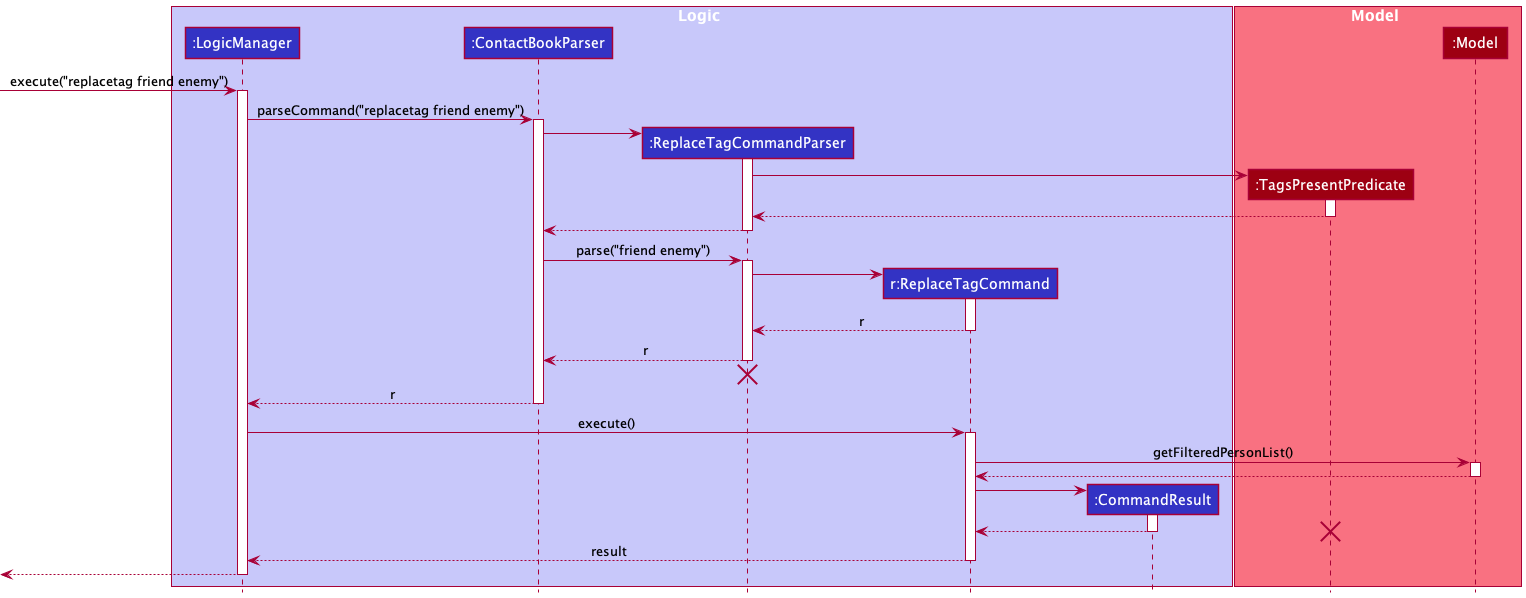 Logic
Model
:LogicManager
:ContactBookParser
:Model
execute("replacetag friend enemy")
parseCommand("replacetag friend enemy")
:ReplaceTagCommandParser
:TagsPresentPredicate
parse("friend enemy")
r:ReplaceTagCommand
r
r
r
execute()
getFilteredPersonList()
:CommandResult
result